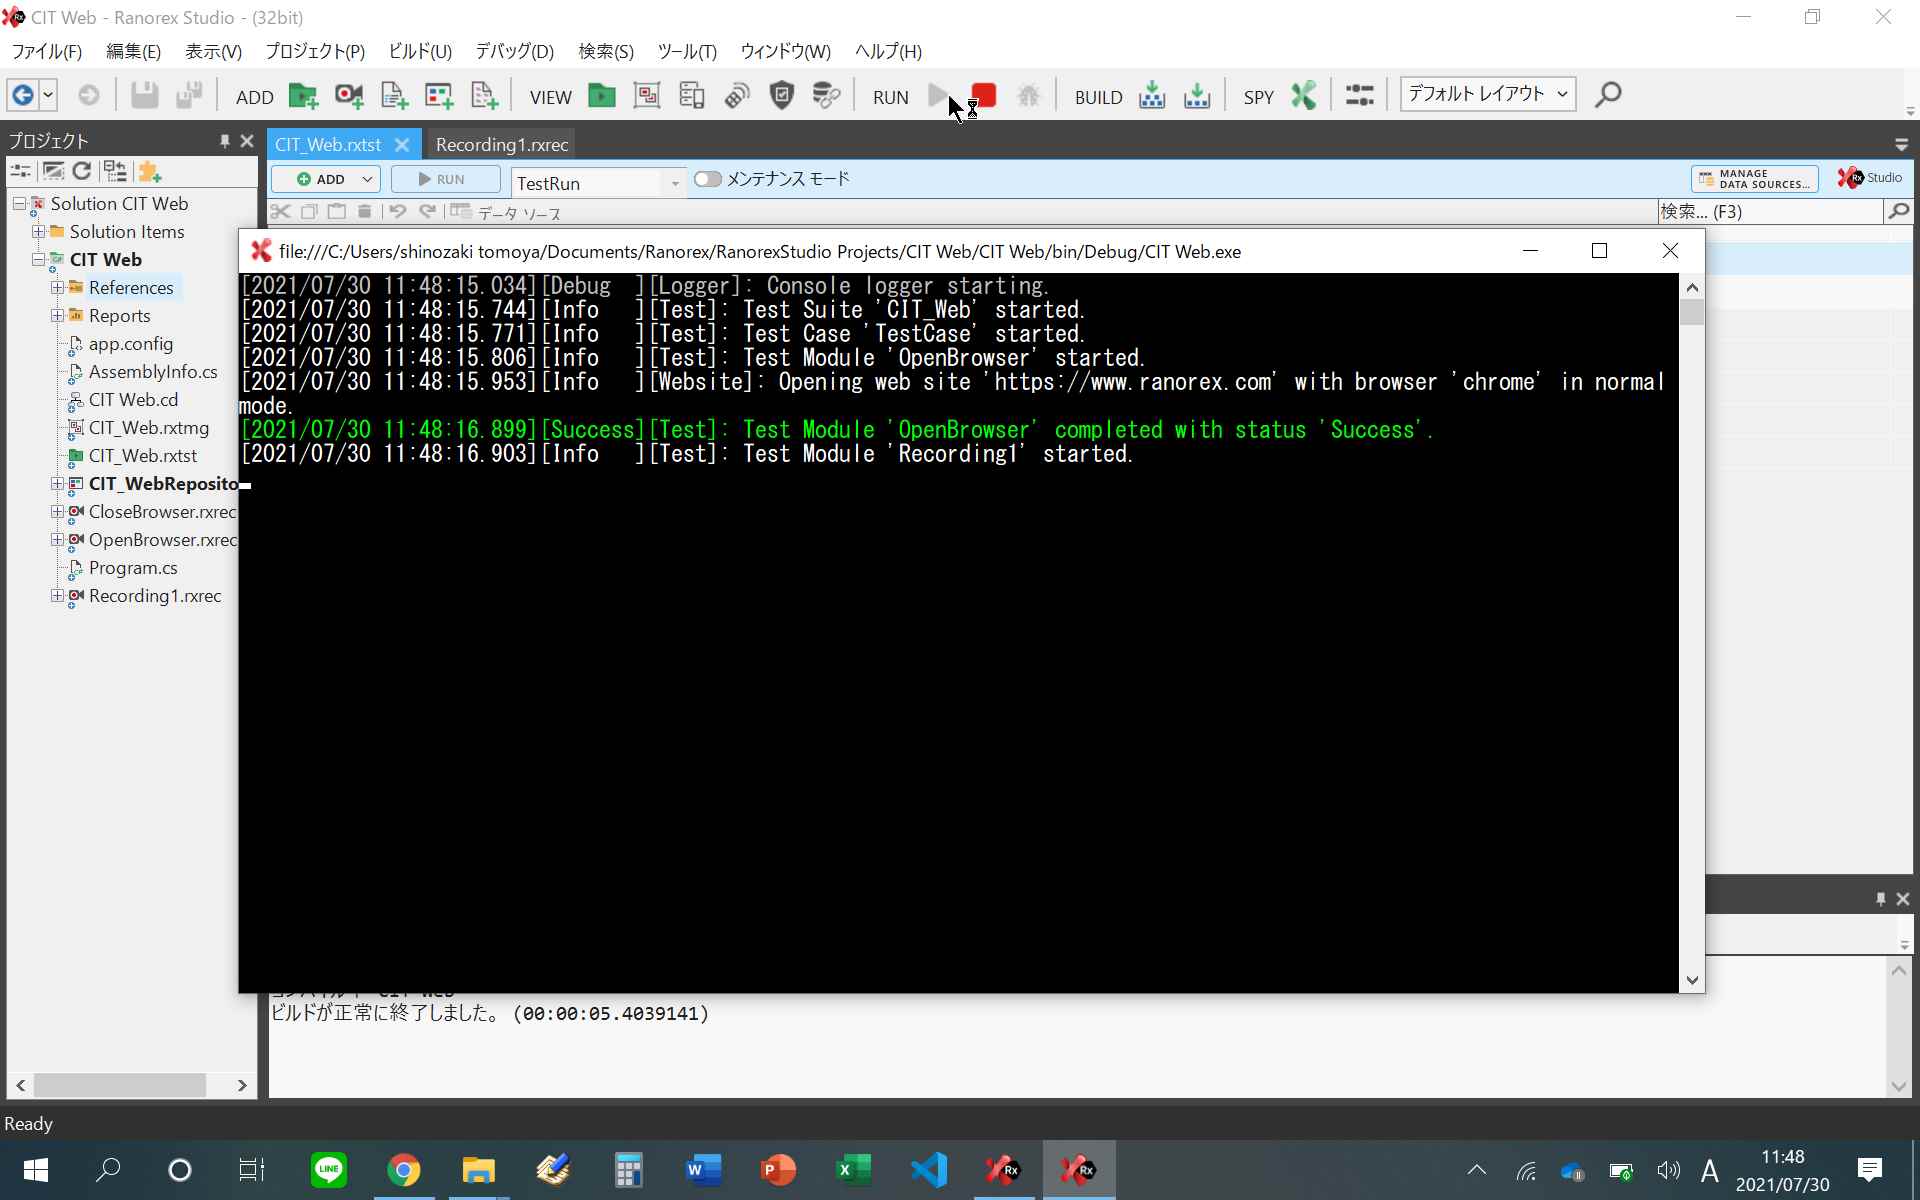 CIT Web - Ranorex Studio - (32bit)
ファイル(F) 編集(E) 表示(V) プロジェクト(P) ビルド(U) デバッグ(D) 検索(S) ツール(T) ウィンドウ(W) ヘルプ(H)
ADD VIEW RUN BUILD SPY デフォルト レイアウト
プロジェクト
CIT_Web.rxtst Recording1.rxrec
ADD RUN TestRun メンテナンス モード MANAGE DATA SOURCES... Rx Studio
データ ソース 検索... (F3)
Solution CIT Web
Solution Items
CIT Web
References
Reports
app.config
AssemblyInfo.cs
CIT Web.cd
CIT_Web.rxtmg
CIT_Web.rxtst
CIT_WebReposito
CloseBrowser.rxrec
OpenBrowser.rxrec
Program.cs
Recording1.rxrec
file:///C:/Users/shinozaki tomoya/Documents/Ranorex/RanorexStudio Projects/CIT Web/CIT Web/bin/Debug/CIT Web.exe
[2021/07/30 11:48:15.034][Debug  ][Logger]: Console logger starting.
[2021/07/30 11:48:15.744][Info   ][Test]: Test Suite 'CIT_Web' started.
[2021/07/30 11:48:15.771][Info   ][Test]: Test Case 'TestCase' started.
[2021/07/30 11:48:15.806][Info   ][Test]: Test Module 'OpenBrowser' started.
[2021/07/30 11:48:15.953][Info   ][Website]: Opening web site 'https://www.ranorex.com' with browser 'chrome' in normal
mode.
[2021/07/30 11:48:16.899][Success][Test]: Test Module 'OpenBrowser' completed with status 'Success'.
[2021/07/30 11:48:16.903][Info   ][Test]: Test Module 'Recording1' started.
ビルドが正常に終了しました。 (00:00:05.4039141)
Ready
LINE W P X Rx Rx A 11:48
2021/07/30